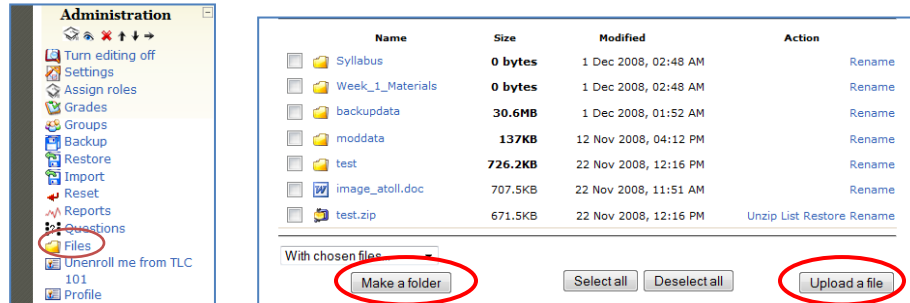 Administration
Turn editing off
Settings
Assign roles
Grades
Groups
Backup
Restore
Import
Reset
Reports
Questions
Files
Unenroll me from TLC
101
Profile
Name Size Modified Action
Syllabus 0 bytes 1 Dec 2008, 02:48 AM Rename
Week_1_Materials 0 bytes 1 Dec 2008, 02:48 AM Rename
backupdata 30.6MB 1 Dec 2008, 01:52 AM Rename
moddata 137KB 12 Nov 2008, 04:12 PM Rename
test 726.2KB 22 Nov 2008, 12:16 PM Rename
image_atoll.doc 707.5KB 22 Nov 2008, 11:51 AM Rename
test.zip 671.5KB 22 Nov 2008, 12:16 PM Unzip List Restore Rename
With chosen files...
Make a folder Select all Deselect all Upload a file